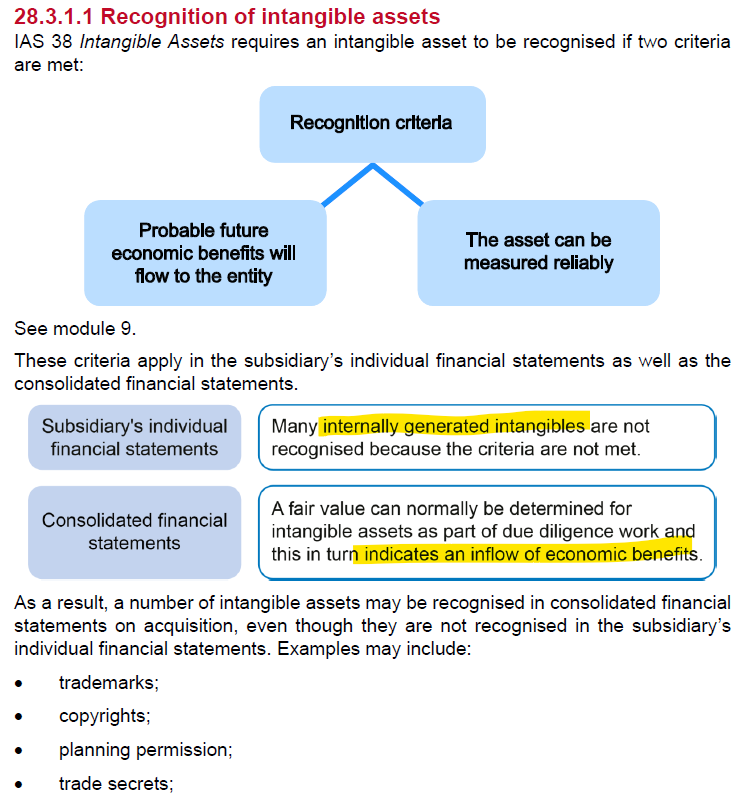 28.3.1.1 Recognition of intangible assets
IAS 38 Intangible Assets requires an intangible asset to be recognised if two criteria
are met:
Recognition criteria
Probable future
economic benefits will
flow to the entity
The asset can be
measured reliably
See module 9.
These criteria apply in the subsidiary's individual financial statements as well as the
consolidated financial statements.
Subsidiary's individual
financial statements
Many internally generated intangibles are not
recognised because the criteria are not met.
Consolidated financial
statements
A fair value can normally be determined for
intangible assets as part of due diligence work and
this in turn indicates an inflow of economic benefits.
As a result, a number of intangible assets may be recognised in consolidated financial
statements on acquisition, even though they are not recognised in the subsidiary's
individual financial statements. Examples may include:
• trademarks;
• copyrights;
• planning permission;
• trade secrets;